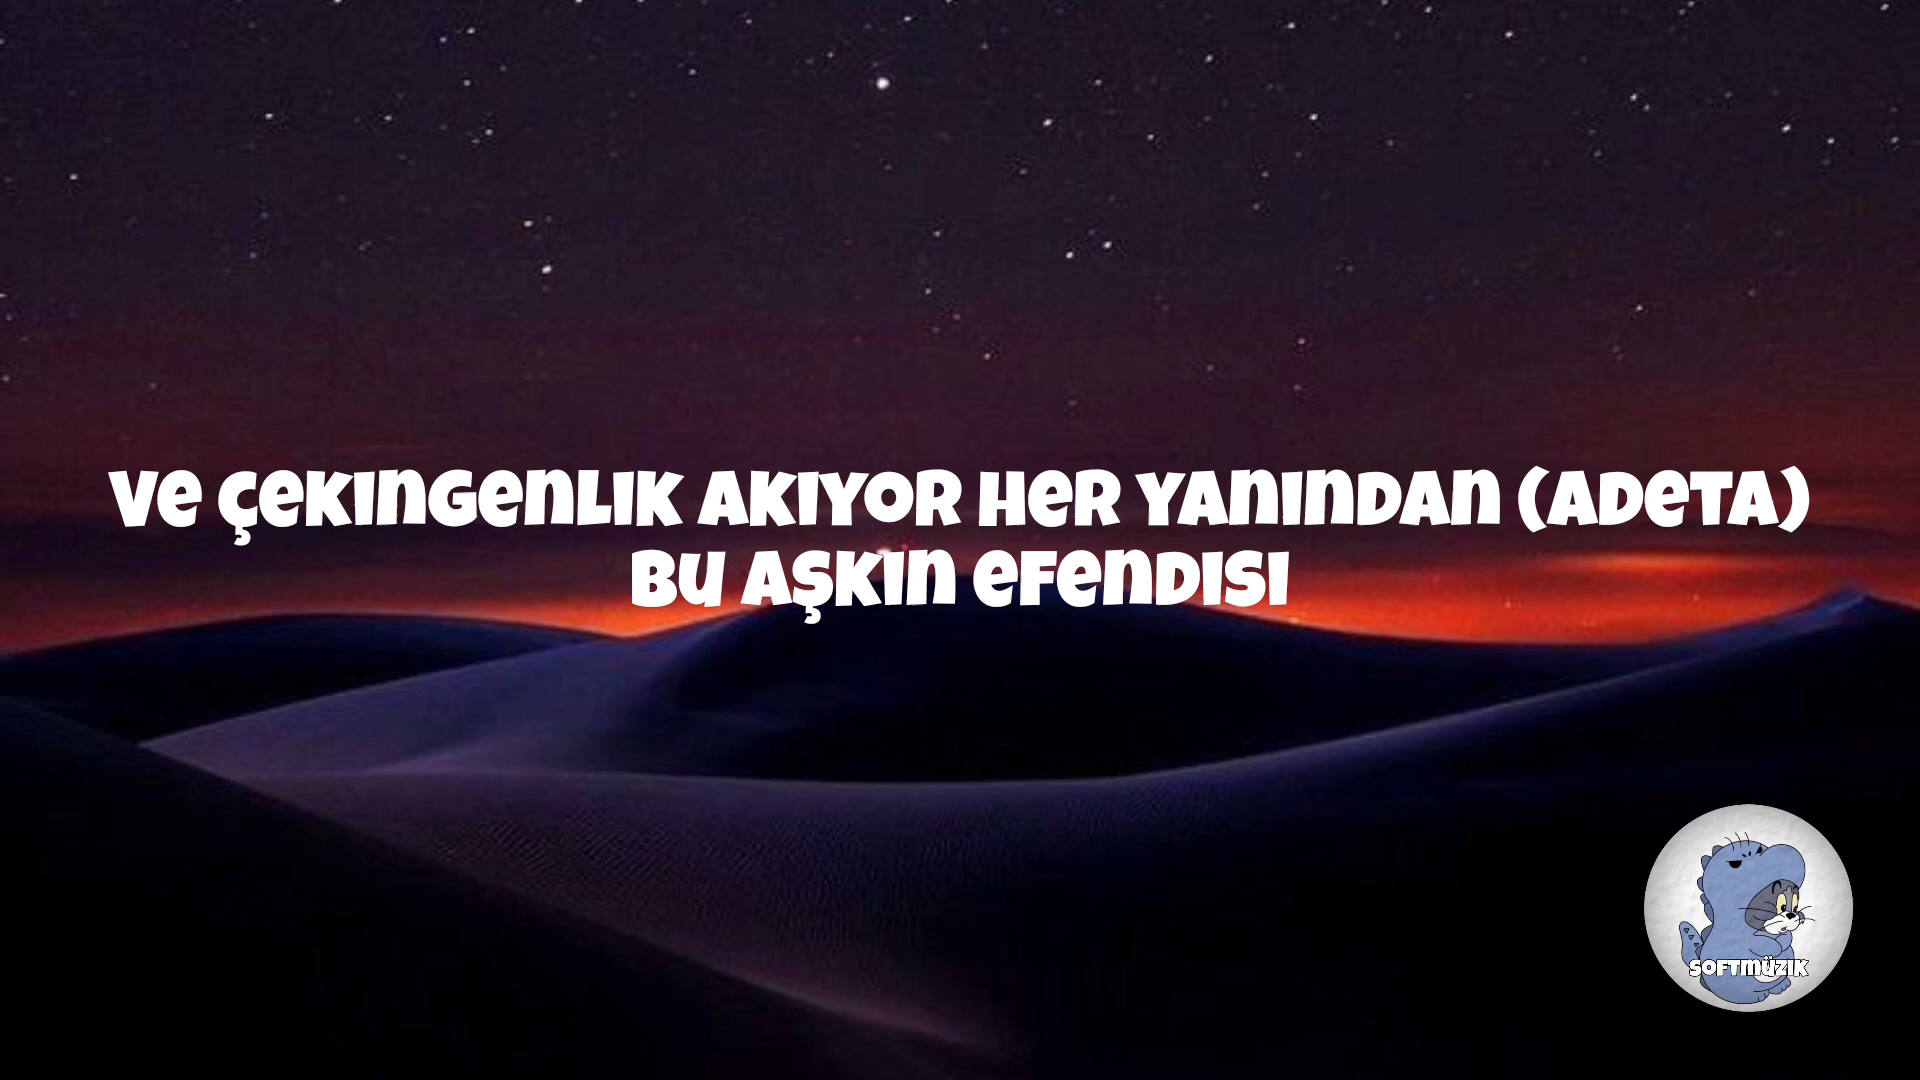 Ve çekingenlik akıyor her yanından (adeta)
Bu aşkın efendisi
SOFTMÜZİK